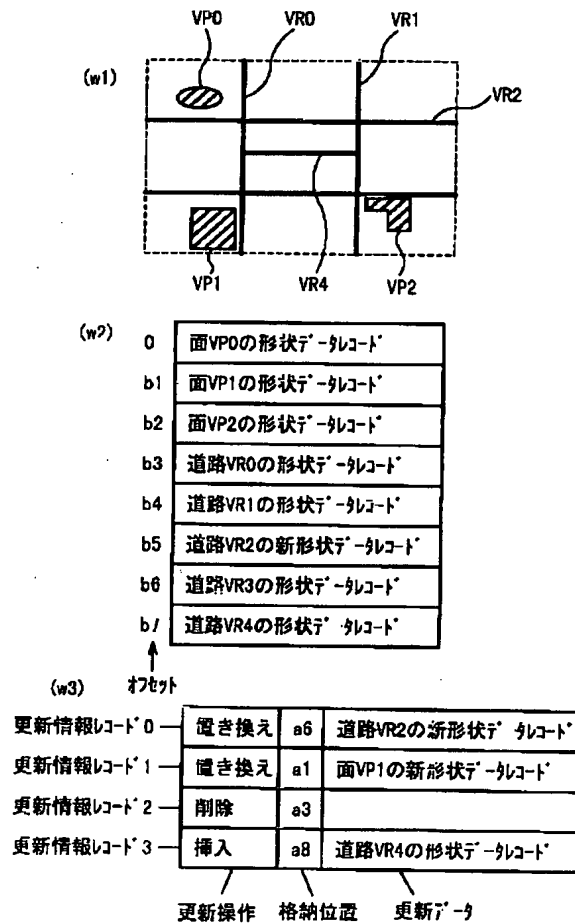 VP0 VR0 VR1
(w1)
VR2
VP1 VR4 VP2
(w2)
0 面VP0の形状データレコード
b1 面VP1の形状データレコード
b2 面VP2の形状データレコード
b3 道路VR0の形状データレコード
b4 道路VR1の形状データレコード
b5 道路VR2の新形状データレコード
b6 道路VR3の形状データレコード
b7 道路VR4の形状データレコード
(w3) オフセット
更新情報レコード0 置き換え a6 道路VR2の新形状データレコード
更新情報レコード1 置き換え a1 面VP1の新形状データレコード
更新情報レコード2 削除 a3
更新情報レコード3 挿入 a8 道路VR4の形状データレコード
更新操作 格納位置 更新データ